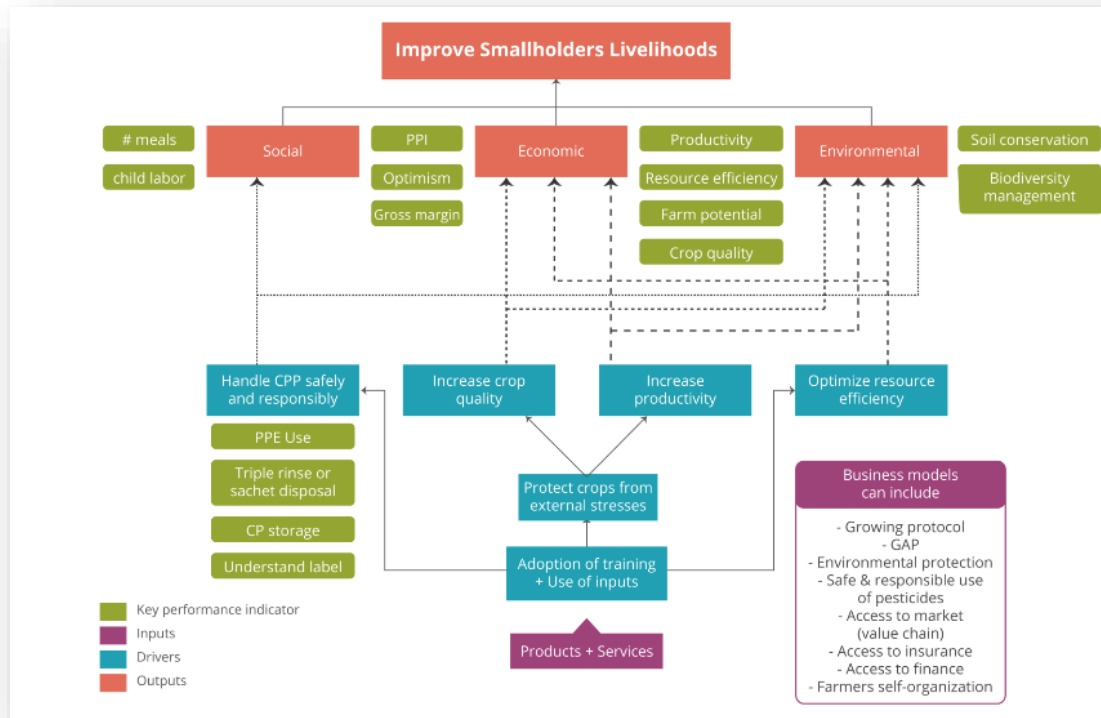 Improve Smallholders Livelihoods
# meals
child labor
Social
PPI
Optimism
Gross margin
Economic
Productivity
Resource efficiency
Farm potential
Crop quality
Environmental
Soil conservation
Biodiversity
management
Handle CPP safely
and responsibly
Increase crop
quality
Increase
productivity
Optimize resource
efficiency
PPE Use
Triple rinse or
sachet disposal
CP storage
Understand label
Protect crops from
external stresses
Adoption of training
+ Use of inputs
Products + Services
Business models
can include
- Growing protocol
- GAP
- Environmental protection
- Safe & responsible use
of pesticides
- Access to market
(value chain)
- Access to insurance
- Access to finance
- Farmers self-organization
Key performance indicator
Inputs
Drivers
Outputs